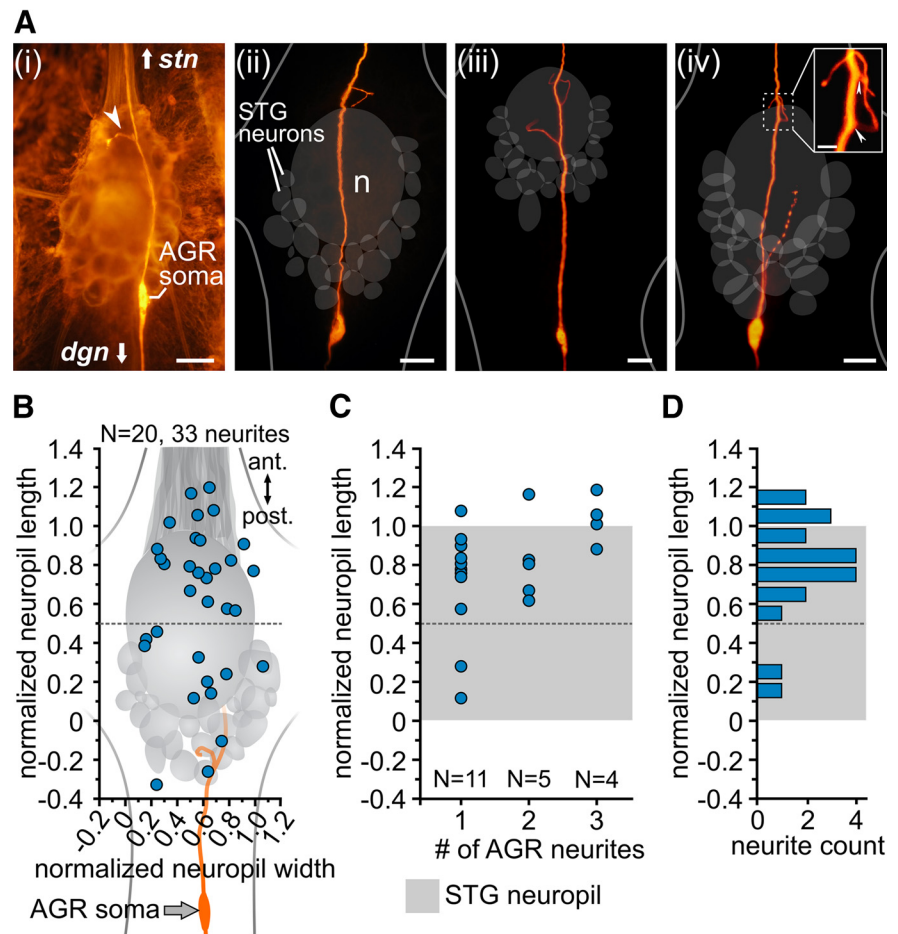 A
(i)
stn
AGR
soma
dgn
(ii)
STG
neurons
n
(iii)
(iv)
B
N=20, 33 neurites
ant.
post.
normalized neuropil length
1.4
1.2
1.0
0.8
0.6
0.4
0.2
0
-0.2
-0.4
-0.2
0
0.2
0.4
0.6
0.8
1.0
1.2
normalized neuropil width
AGR soma
C
normalized neuropil length
1.4
1.2
1.0
0.8
0.6
0.4
0.2
0
-0.2
-0.4
N=11 N=5 N=4
1 2 3
# of AGR neurites
STG neuropil
D
normalized neuropil length
1.4
1.2
1.0
0.8
0.6
0.4
0.2
0
-0.2
-0.4
0 2 4
neurite count